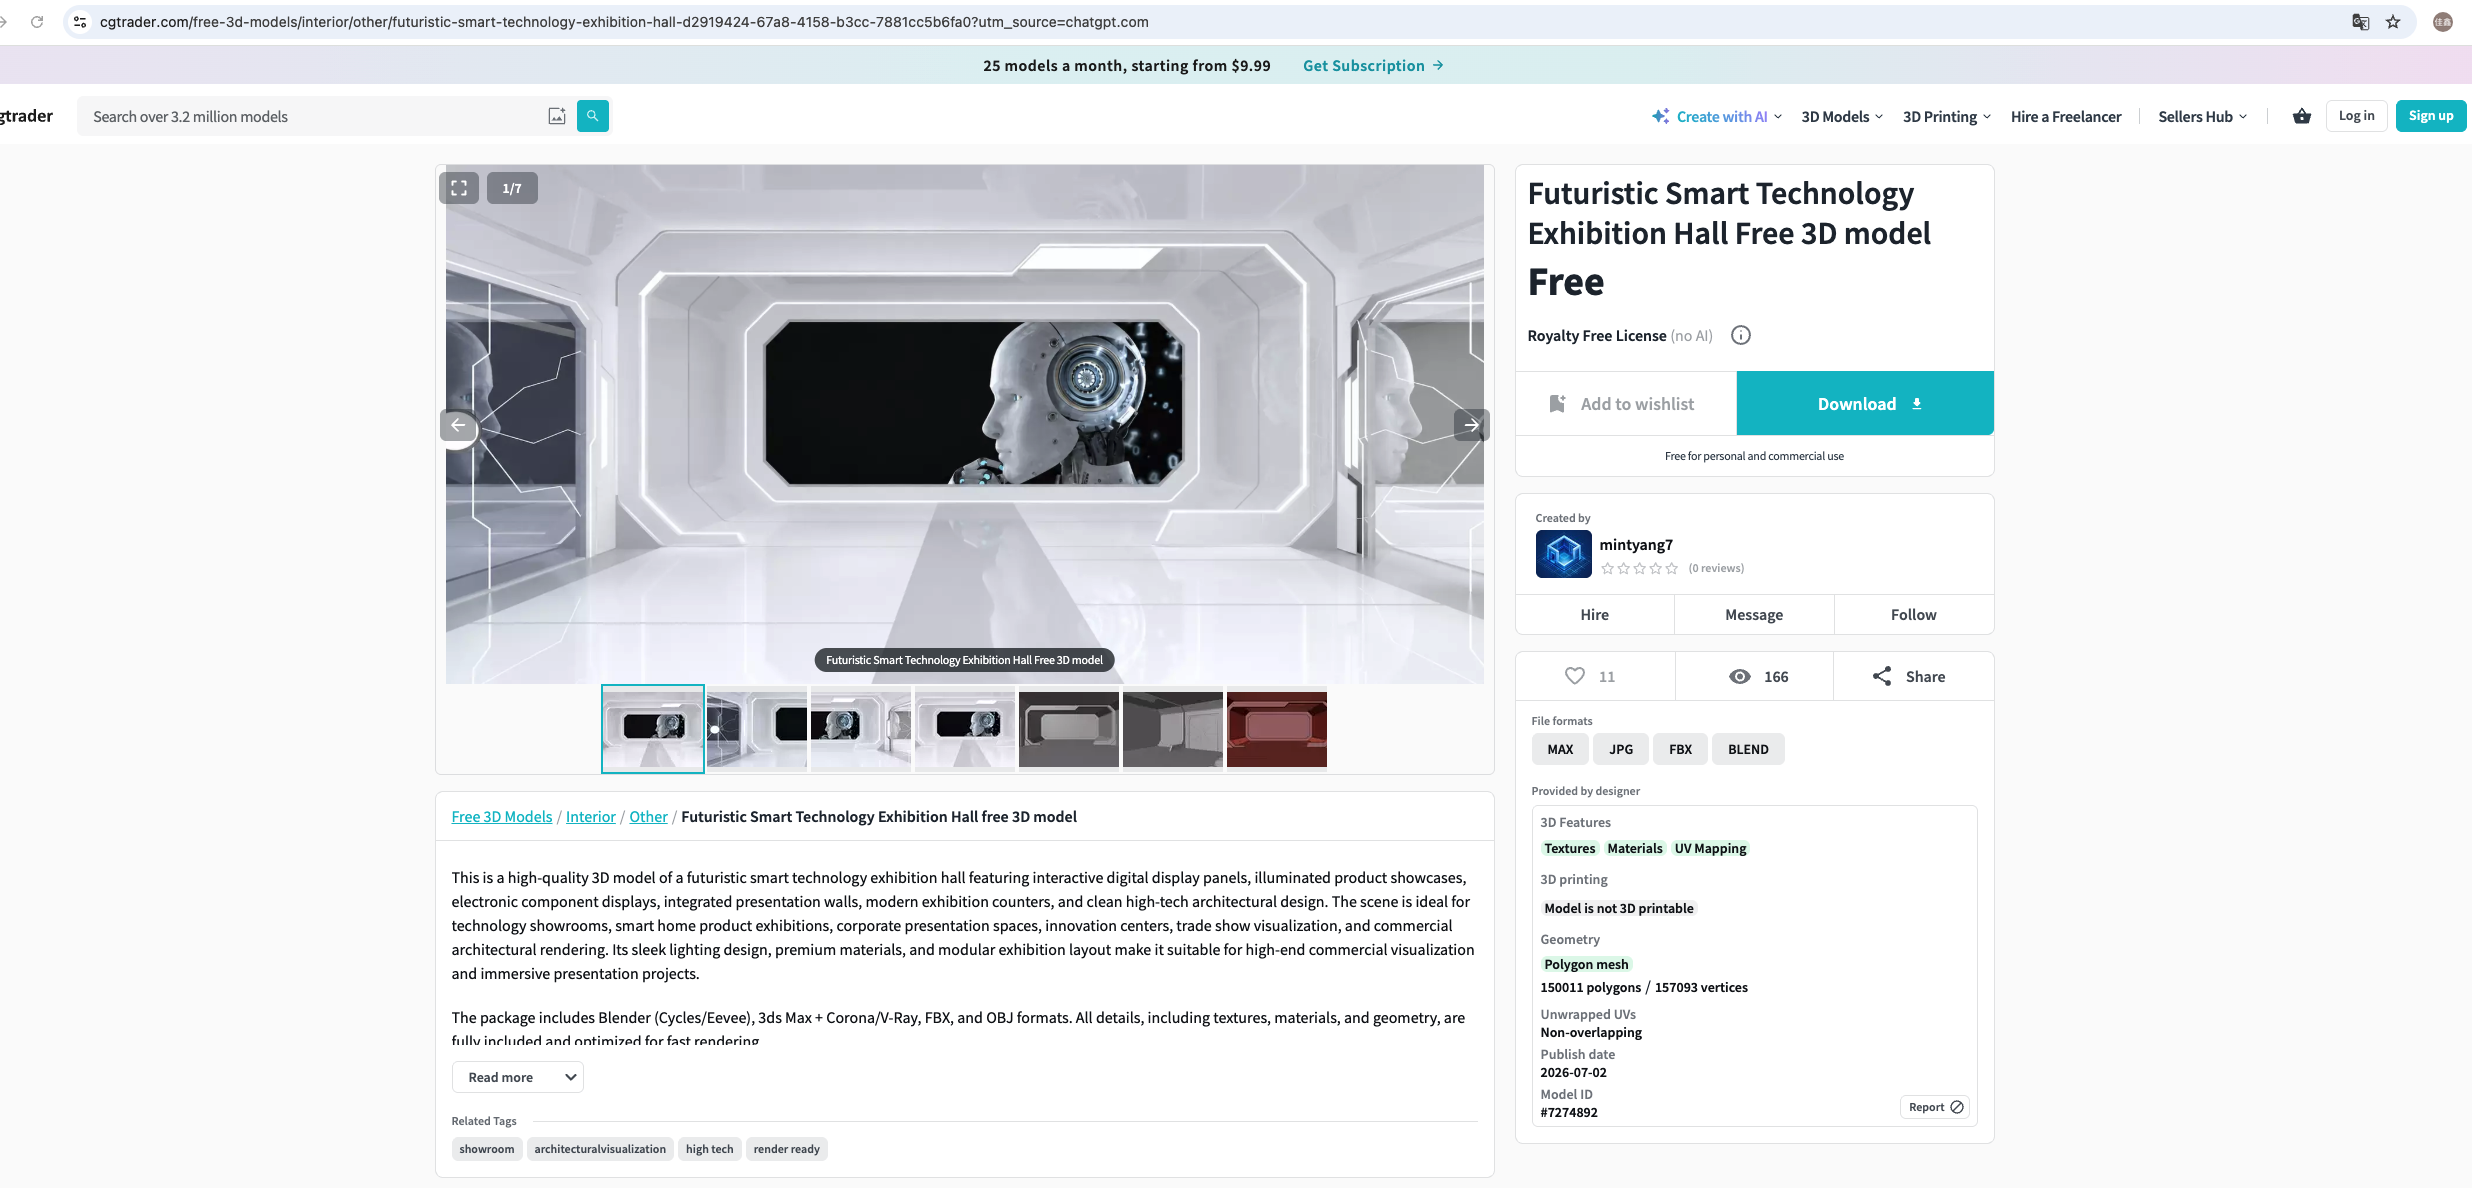 cgtrader.com/free-3d-models/interior/other/futuristic-smart-technology-exhibition-hall-d2919424-67a8-4158-b3cc-7881cc5b6fa0?utm_source=chatgpt.com
佳鑫
25 models a month, starting from $9.99 Get Subscription →
gtrader
Search over 3.2 million models
Create with AI
3D Models
3D Printing
Hire a Freelancer
Sellers Hub
Log in
Sign up
1/7
Futuristic Smart Technology Exhibition Hall Free 3D model
Free 3D Models / Interior / Other / Futuristic Smart Technology Exhibition Hall free 3D model
This is a high-quality 3D model of a futuristic smart technology exhibition hall featuring interactive digital display panels, illuminated product showcases,
electronic component displays, integrated presentation walls, modern exhibition counters, and clean high-tech architectural design. The scene is ideal for
technology showrooms, smart home product exhibitions, corporate presentation spaces, innovation centers, trade show visualization, and commercial
architectural rendering. Its sleek lighting design, premium materials, and modular exhibition layout make it suitable for high-end commercial visualization
and immersive presentation projects.
The package includes Blender (Cycles/Eevee), 3ds Max + Corona/V-Ray, FBX, and OBJ formats. All details, including textures, materials, and geometry, are
fully included and optimized for fast rendering
Read more
Related Tags
showroom
architecturalvisualization
high tech
render ready
Futuristic Smart Technology
Exhibition Hall Free 3D model
Free
Royalty Free License (no AI)
Add to wishlist
Download
Free for personal and commercial use
Created by
mintyang7
(0 reviews)
Hire
Message
Follow
11
166
Share
File formats
MAX
JPG
FBX
BLEND
Provided by designer
3D Features
Textures Materials UV Mapping
3D printing
Model is not 3D printable
Geometry
Polygon mesh
150011 polygons / 157093 vertices
Unwrapped UVs
Non-overlapping
Publish date
2026-07-02
Model ID
#7274892
Report